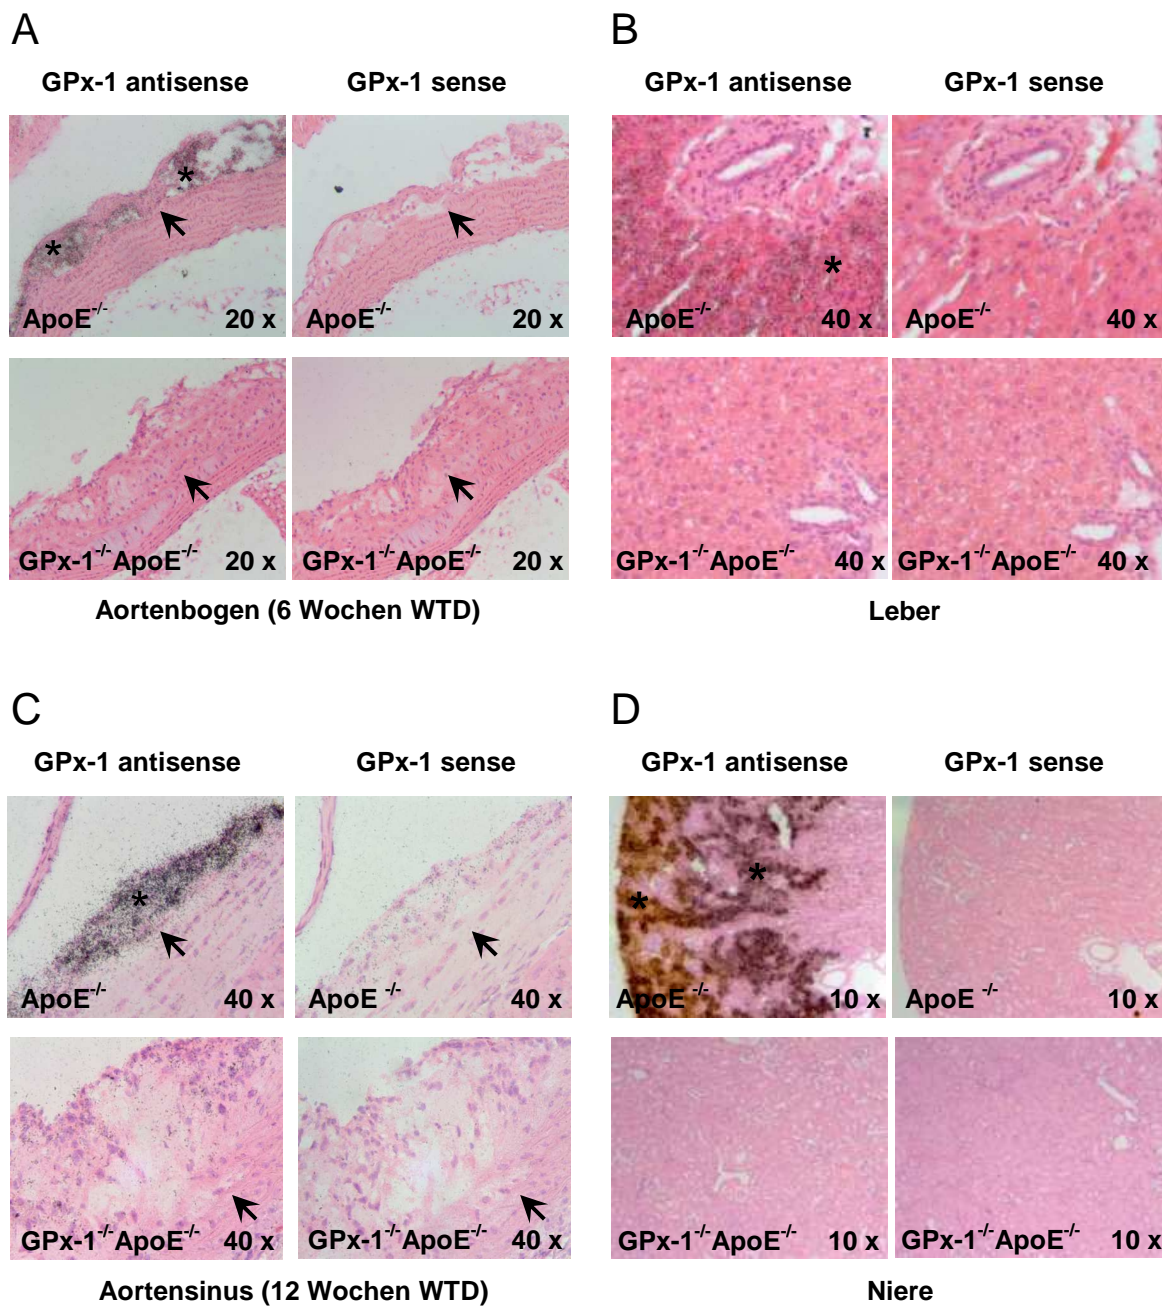 A
GPx-1 antisense GPx-1 sense
* *
ApoE⁻/⁻ 20 x ApoE⁻/⁻ 20 x
GPx-1⁻/⁻ApoE⁻/⁻ 20 x GPx-1⁻/⁻ApoE⁻/⁻ 20 x
Aortenbogen (6 Wochen WTD)
B
GPx-1 antisense GPx-1 sense
*
ApoE⁻/⁻ 40 x ApoE⁻/⁻ 40 x
GPx-1⁻/⁻ApoE⁻/⁻ 40 x GPx-1⁻/⁻ApoE⁻/⁻ 40 x
Leber
C
GPx-1 antisense GPx-1 sense
*
ApoE⁻/⁻ 40 x ApoE ⁻/⁻ 40 x
GPx-1⁻/⁻ApoE⁻/⁻ 40 x GPx-1⁻/⁻ApoE⁻/⁻ 40 x
Aortensinus (12 Wochen WTD)
D
GPx-1 antisense GPx-1 sense
* *
ApoE ⁻/⁻ 10 x ApoE ⁻/⁻ 10 x
GPx-1⁻/⁻ApoE⁻/⁻ 10 x GPx-1⁻/⁻ApoE⁻/⁻ 10 x
Niere